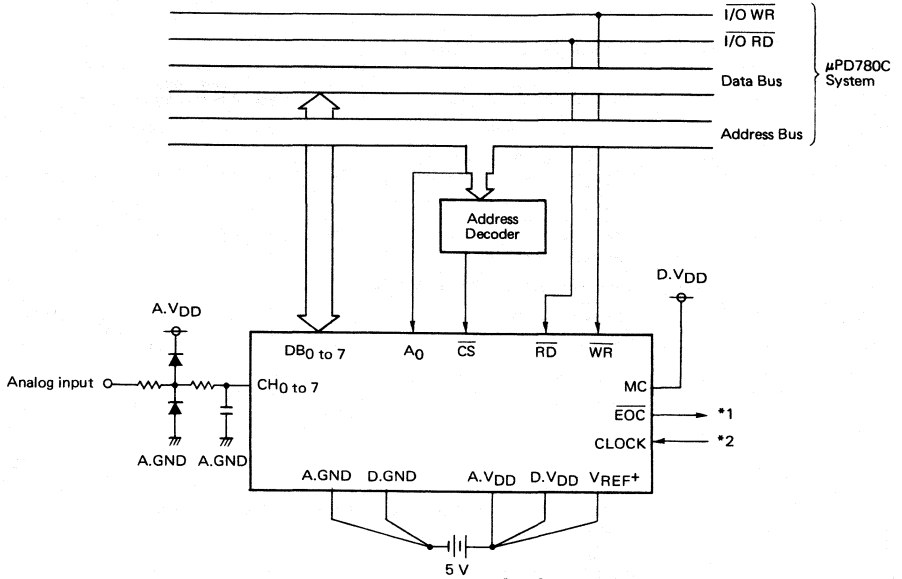 I/O WR
I/O RD
Data Bus
Address Bus
μPD780C
System
Address
Decoder
D.VDD
A.VDD
DB0 to 7
A0
CS
RD
WR
Analog input
CH0 to 7
MC
EOC
*1
CLOCK
*2
A.GND
A.GND
A.GND
D.GND
A.VDD
D.VDD
VREF+
5 V